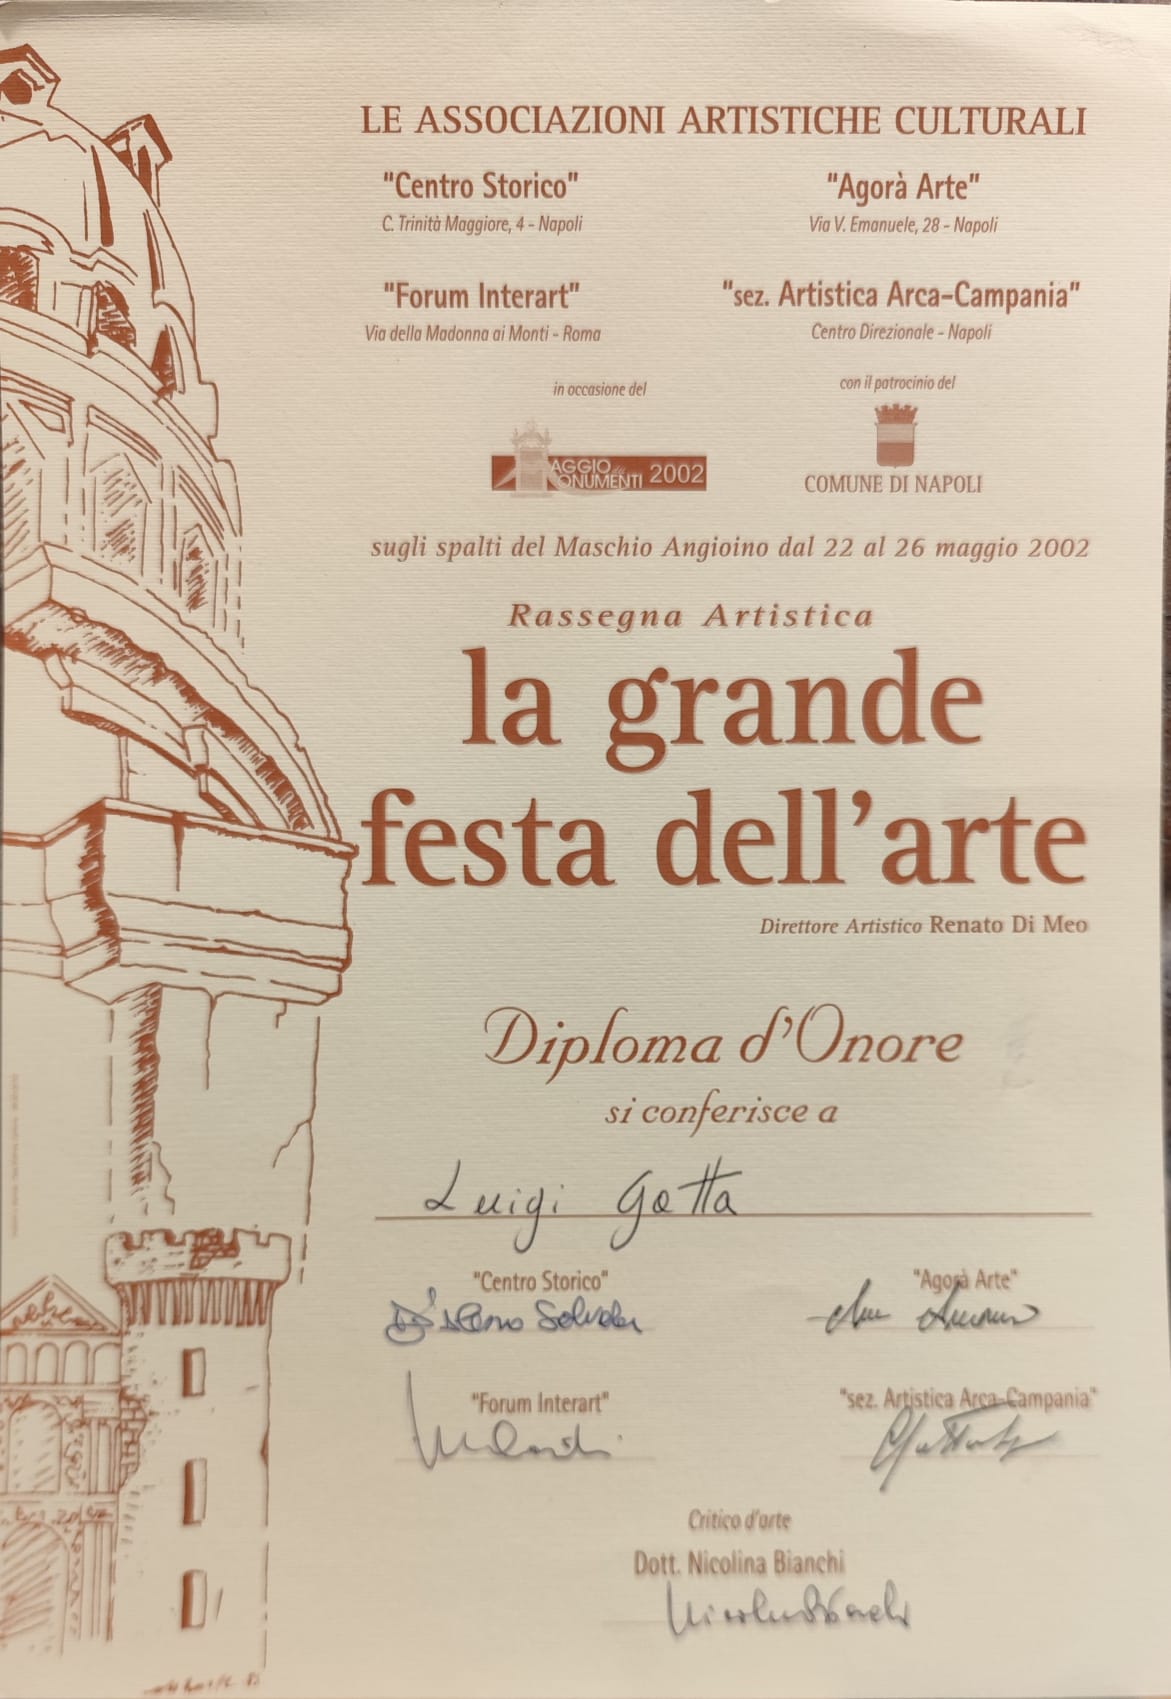 LE ASSOCIAZIONI ARTISTICHE CULTURALI
"Centro Storico"
C. Trinità Maggiore, 4 - Napoli
"Agorà Arte"
Via V. Emanuele, 28 - Napoli
"Forum Interart"
Via della Madonna ai Monti - Roma
"sez. Artistica Arca-Campania"
Centro Direzionale - Napoli
in occasione del
con il patrocinio del
MAGGIO dei MONUMENTI 2002
COMUNE DI NAPOLI
sugli spalti del Maschio Angioino dal 22 al 26 maggio 2002
Rassegna Artistica
la grande
festa dell'arte
Direttore Artistico Renato Di Meo
Diploma d'Onore
si conferisce a
Luigi Gatta
"Centro Storico"
"Agorà Arte"
"Forum Interart"
"sez. Artistica Arca-Campania"
Critico d'arte
Dott. Nicolina Bianchi
Nicolina Bianchi